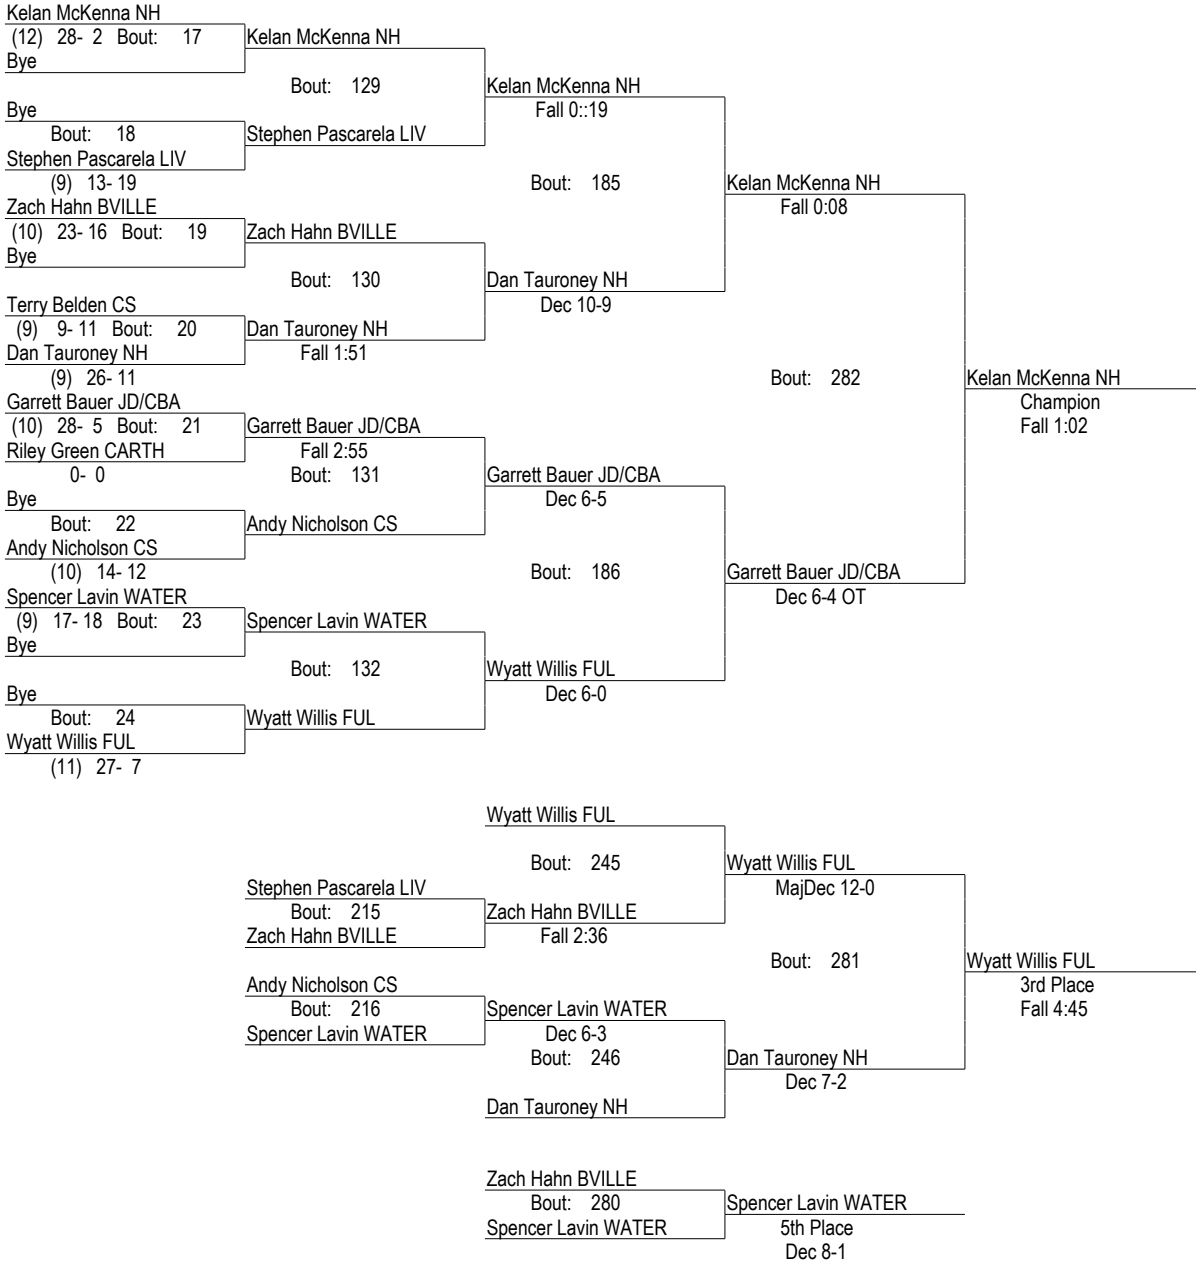 Kelan McKenna NH
(12) 28- 2 Bout: 17
Bye
Kelan McKenna NH
Bout: 129
Kelan McKenna NH
Fall 0::19
Bye
Bout: 18
Stephen Pascarela LIV
Stephen Pascarela LIV
(9) 13- 19
Bout: 185
Kelan McKenna NH
Fall 0:08
Zach Hahn BVILLE
(10) 23- 16 Bout: 19
Bye
Zach Hahn BVILLE
Bout: 130
Dan Tauroney NH
Dec 10-9
Terry Belden CS
(9) 9- 11 Bout: 20
Dan Tauroney NH
(9) 26- 11
Dan Tauroney NH
Fall 1:51
Bout: 282
Kelan McKenna NH
Champion
Fall 1:02
Garrett Bauer JD/CBA
(10) 28- 5 Bout: 21
Riley Green CARTH
0- 0
Garrett Bauer JD/CBA
Fall 2:55
Bout: 131
Garrett Bauer JD/CBA
Dec 6-5
Bye
Bout: 22
Andy Nicholson CS
Andy Nicholson CS
(10) 14- 12
Bout: 186
Garrett Bauer JD/CBA
Dec 6-4 OT
Spencer Lavin WATER
(9) 17- 18 Bout: 23
Bye
Spencer Lavin WATER
Bout: 132
Wyatt Willis FUL
Dec 6-0
Bye
Bout: 24
Wyatt Willis FUL
(11) 27- 7
Wyatt Willis FUL
Wyatt Willis FUL
Bout: 245
Wyatt Willis FUL
MajDec 12-0
Stephen Pascarela LIV
Bout: 215
Zach Hahn BVILLE
Zach Hahn BVILLE
Fall 2:36
Bout: 281
Wyatt Willis FUL
3rd Place
Fall 4:45
Andy Nicholson CS
Bout: 216
Spencer Lavin WATER
Spencer Lavin WATER
Dec 6-3
Bout: 246
Dan Tauroney NH
Dec 7-2
Dan Tauroney NH
Zach Hahn BVILLE
Bout: 280
Spencer Lavin WATER
Spencer Lavin WATER
5th Place
Dec 8-1